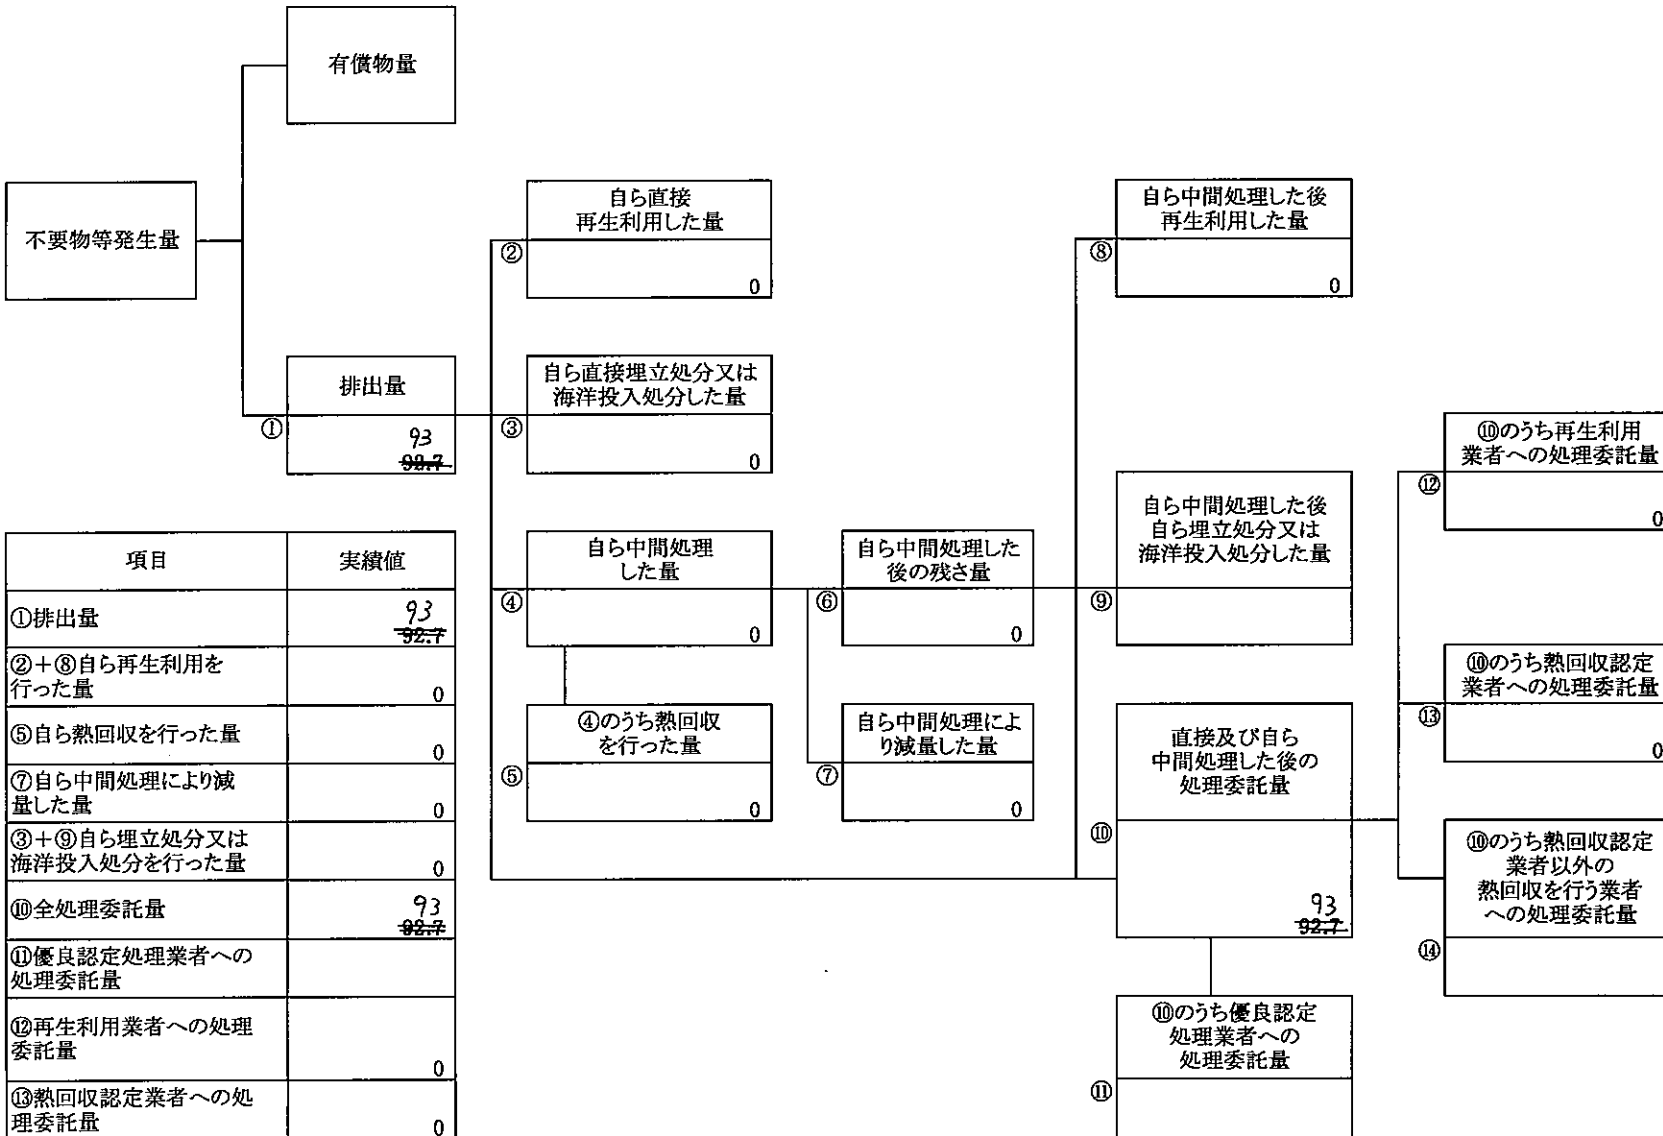 有償物量
不要物等発生量
自ら直接
再生利用した量
②
0
自ら中間処理した後
再生利用した量
⑧
0
排出量
①
93
92.7
自ら直接埋立処分又は
海洋投入処分した量
③
0
⑩のうち再生利用
業者への処理委託量
⑫
0
自ら中間処理
した量
④
0
自ら中間処理した
後の残さ量
⑥
0
自ら中間処理した後
自ら埋立処分又は
海洋投入処分した量
⑨
④のうち熱回収
を行った量
⑤
0
自ら中間処理によ
り減量した量
⑦
0
直接及び自ら
中間処理した後の
処理委託量
⑩
93
92.7
⑩のうち熱回収認定
業者への処理委託量
⑬
0
⑩のうち熱回収認定
業者以外の
熱回収を行う業者
への処理委託量
⑭
⑩のうち優良認定
処理業者への
処理委託量
⑪
項目 実績値
①排出量 93
92.7
②+⑧自ら再生利用を
行った量 0
⑤自ら熱回収を行った量 0
⑦自ら中間処理により減
量した量 0
③+⑨自ら埋立処分又は
海洋投入処分を行った量 0
⑩全処理委託量 93
92.7
⑪優良認定処理業者への
処理委託量
⑫再生利用業者への処理
委託量 0
⑬熱回収認定業者への処
理委託量 0